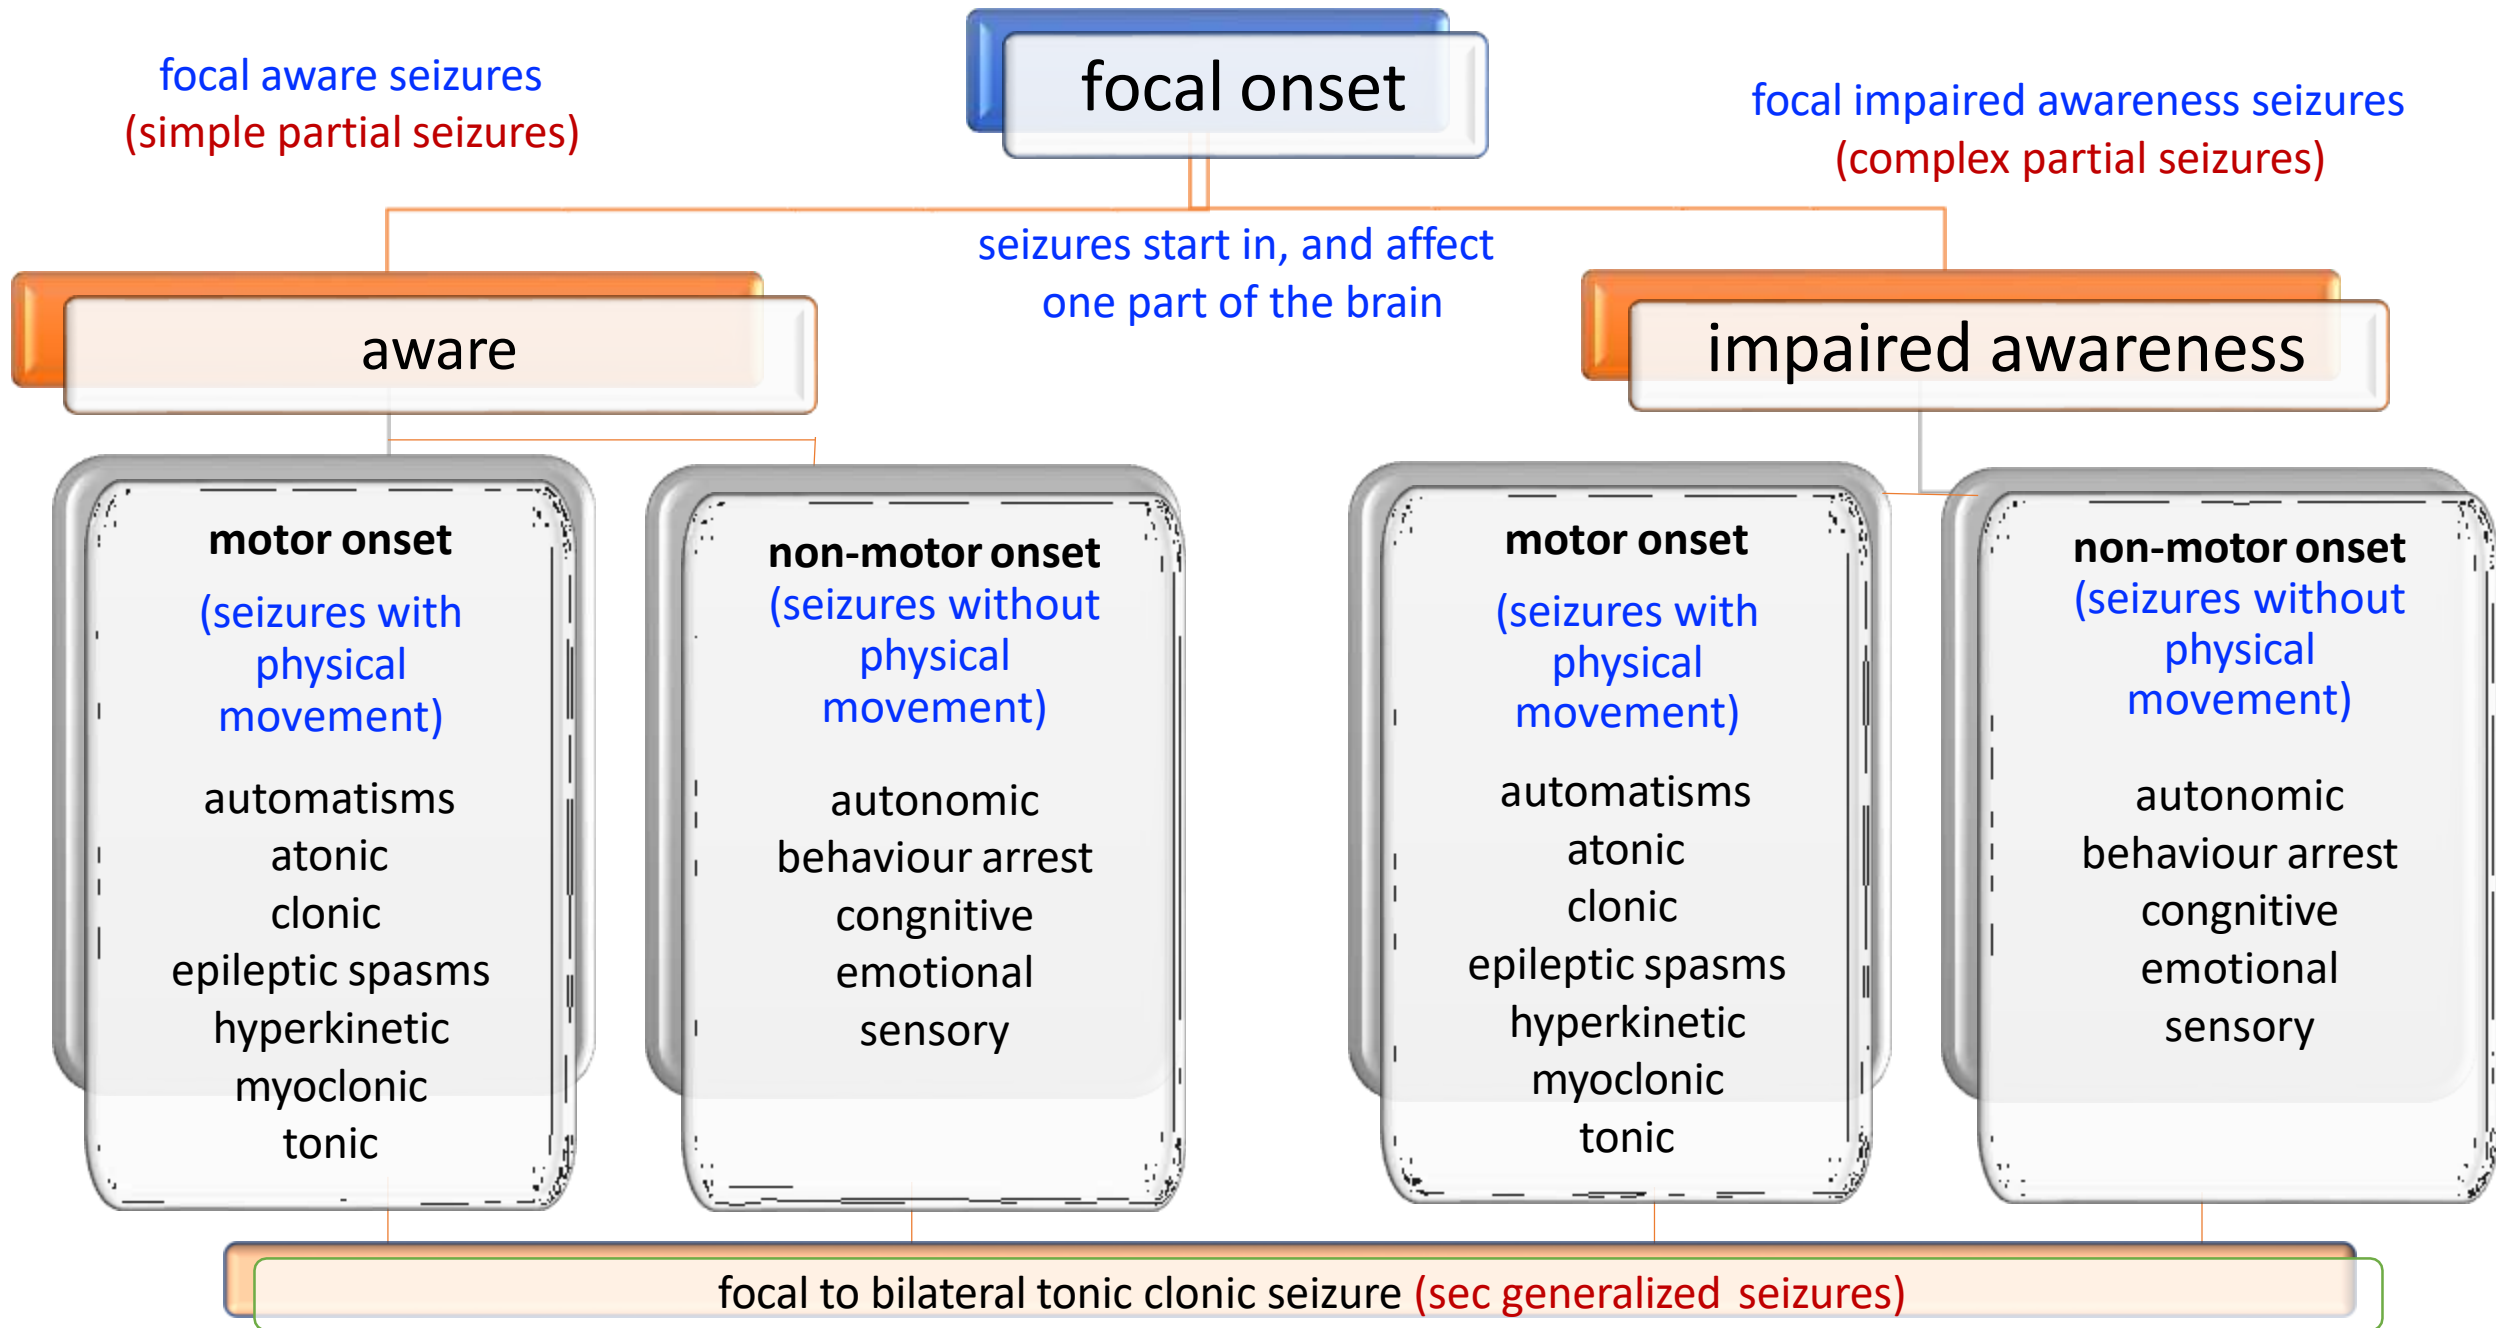 focal onset
focal aware seizures
(simple partial seizures)
focal impaired awareness seizures
(complex partial seizures)
seizures start in, and affect
one part of the brain
aware
impaired awareness
motor onset
(seizures with
physical
movement)
automatisms
atonic
clonic
epileptic spasms
hyperkinetic
myoclonic
tonic
non-motor onset
(seizures without
physical
movement)
autonomic
behaviour arrest
congnitive
emotional
sensory
motor onset
(seizures with
physical
movement)
automatisms
atonic
clonic
epileptic spasms
hyperkinetic
myoclonic
tonic
non-motor onset
(seizures without
physical
movement)
autonomic
behaviour arrest
congnitive
emotional
sensory
focal to bilateral tonic clonic seizure (sec generalized seizures)